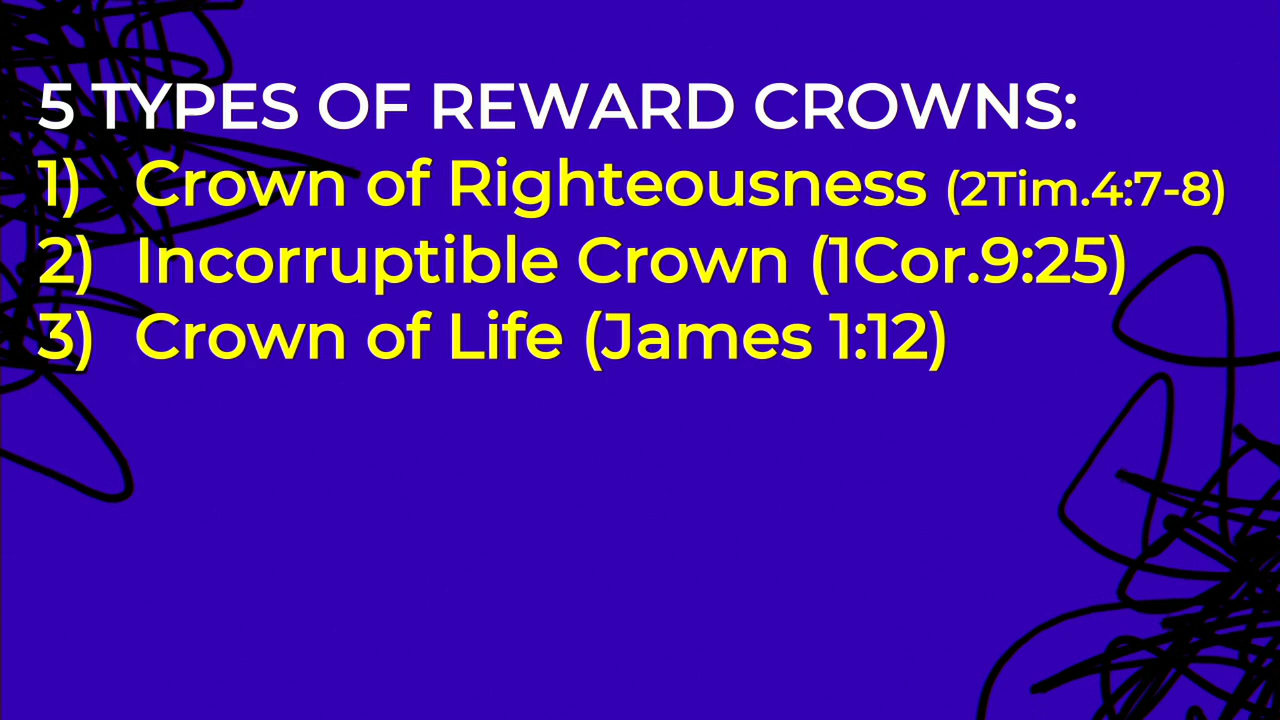 5 TYPES OF REWARD CROWNS:
1) Crown of Righteousness (2Tim.4:7-8)
2) Incorruptible Crown (1Cor.9:25)
3) Crown of Life (James 1:12)